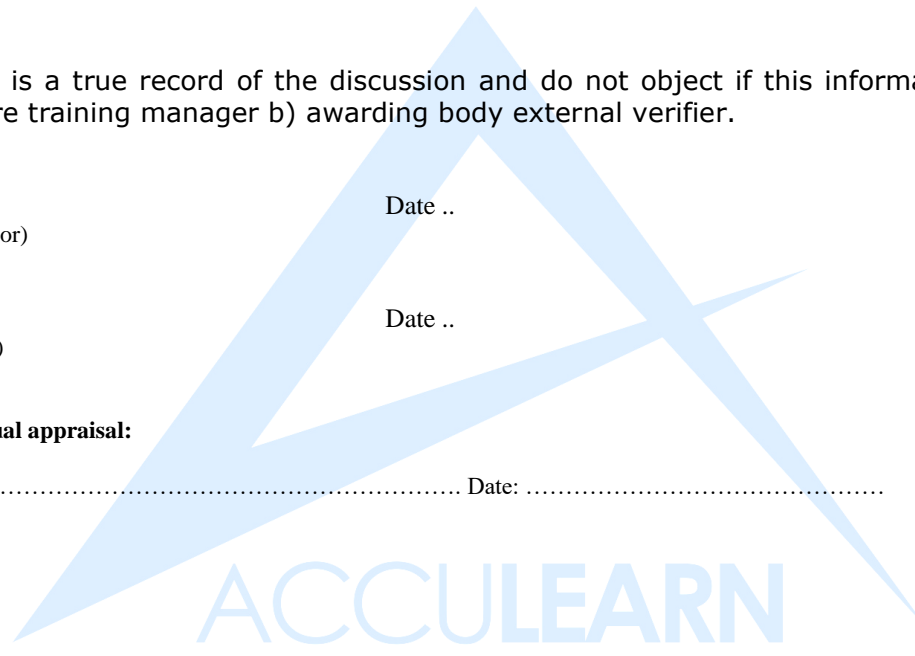 is a true record of the discussion and do not object if this informa
re training manager b) awarding body external verifier.
Date ..
or)
Date ..
)
ual appraisal:
…………………………………………………. Date: ………………………………………
ACCULEARN